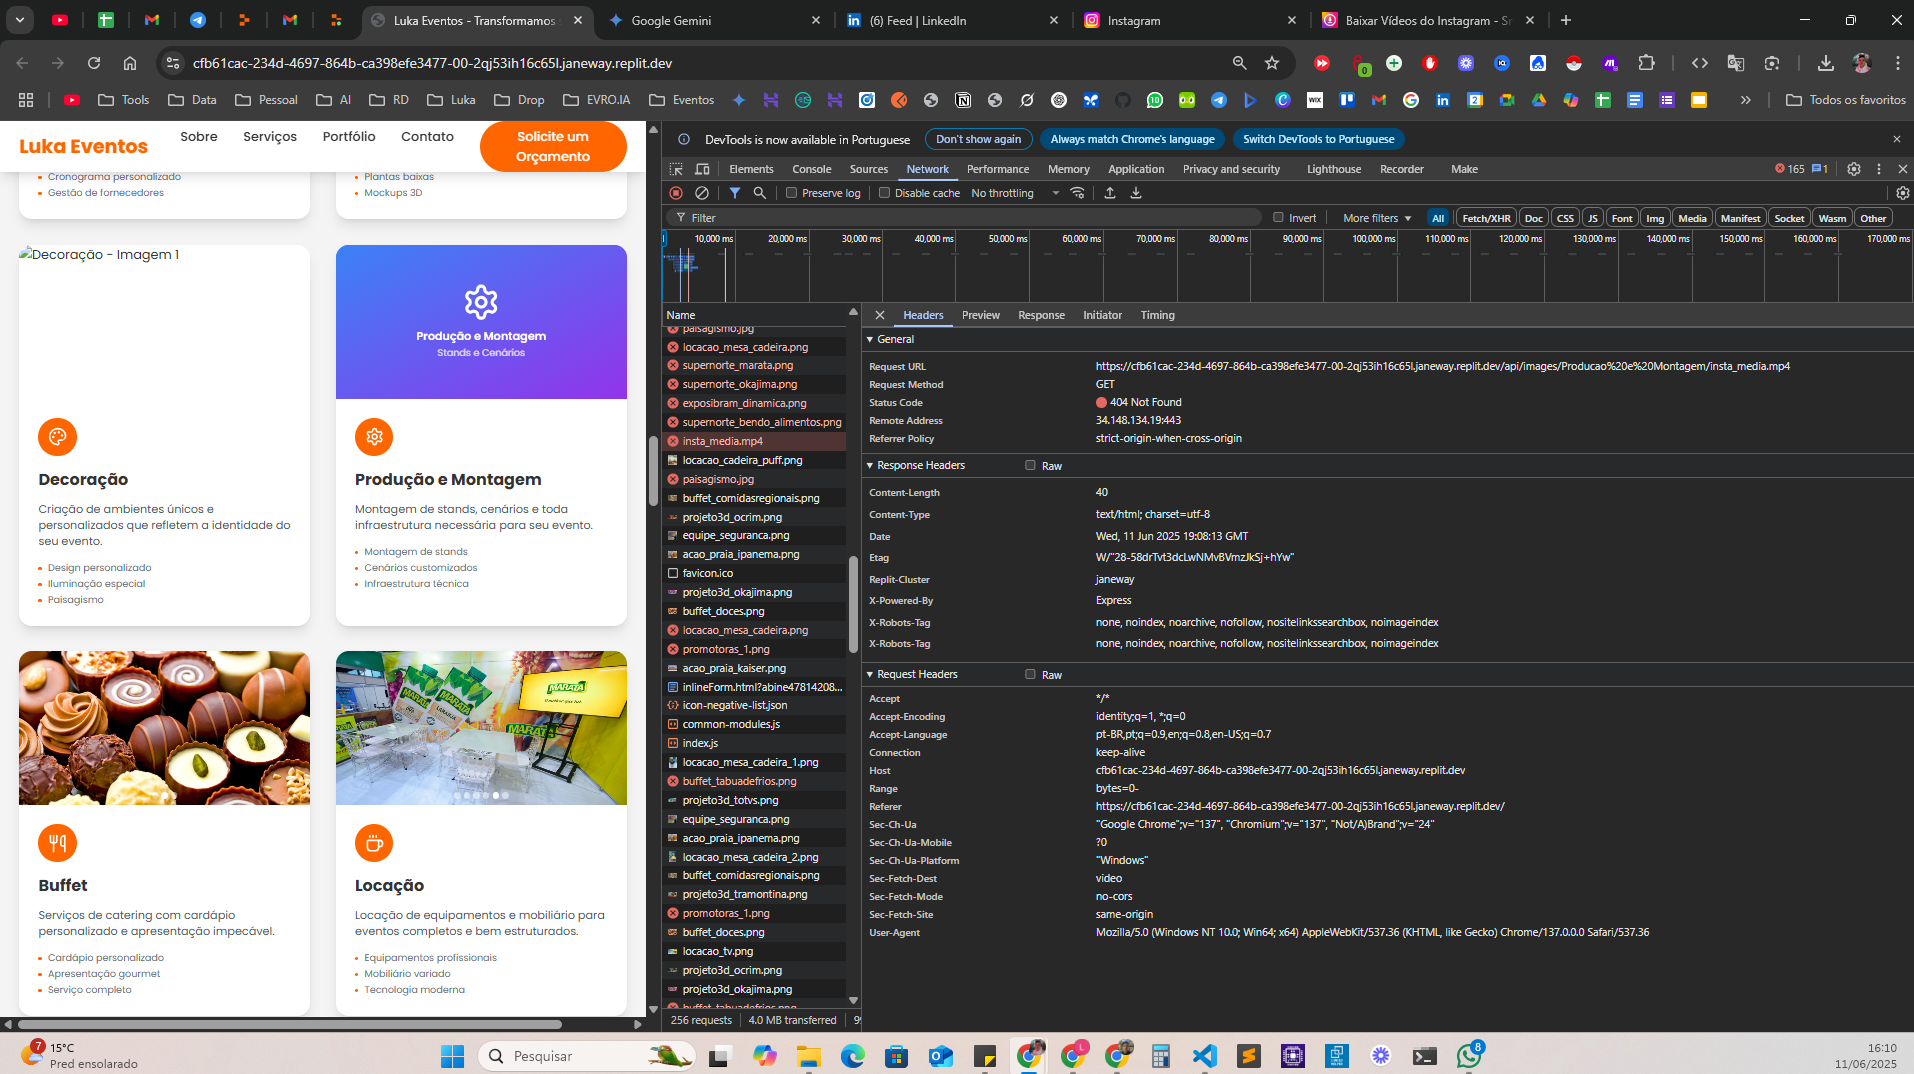 Luka Eventos - Transformamos
Google Gemini
(6) Feed | LinkedIn
Instagram
Baixar Vídeos do Instagram - Sn
cfb61cac-234d-4697-864b-ca398efe3477-00-2qj53ih16c65l.janeway.replit.dev
Tools
Data
Pessoal
AI
RD
Luka
Drop
EVRO.IA
Eventos
Todos os favoritos
Luka Eventos
Sobre
Serviços
Portfólio
Contato
Solicite um
Orçamento
Cronograma personalizado
Gestão de fornecedores
Plantas baixas
Mockups 3D
Decoração - Imagem 1
Produção e Montagem
Stands e Cenários
Decoração
Criação de ambientes únicos e
personalizados que refletem a identidade do
seu evento.
Design personalizado
Iluminação especial
Paisagismo
Produção e Montagem
Montagem de stands, cenários e toda
infraestrutura necessária para seu evento.
Montagem de stands
Cenários customizados
Infraestrutura técnica
MARATÁ
MARATÁ
Buffet
Serviços de catering com cardápio
personalizado e apresentação impecável.
Cardápio personalizado
Apresentação gourmet
Serviço completo
Locação
Locação de equipamentos e mobiliário para
eventos completos e bem estruturados.
Equipamentos profissionais
Mobiliário variado
Tecnologia moderna
DevTools is now available in Portuguese
Don't show again
Always match Chrome's language
Switch DevTools to Portuguese
Elements
Console
Sources
Network
Performance
Memory
Application
Privacy and security
Lighthouse
Recorder
Make
165
1
Preserve log
Disable cache
No throttling
Filter
Invert
More filters
All
Fetch/XHR
Doc
CSS
JS
Font
Img
Media
Manifest
Socket
Wasm
Other
10,000 ms
20,000 ms
30,000 ms
40,000 ms
50,000 ms
60,000 ms
70,000 ms
80,000 ms
90,000 ms
100,000 ms
110,000 ms
120,000 ms
130,000 ms
140,000 ms
150,000 ms
160,000 ms
170,000 ms
Name
paisagismo.jpg
locacao_mesa_cadeira.png
supernorte_marata.png
supernorte_okajima.png
exposibram_dinamica.png
supernorte_bendo_alimentos.png
insta_media.mp4
locacao_cadeira_puff.png
paisagismo.jpg
buffet_comidasregionais.png
projeto3d_ocrim.png
equipe_seguranca.png
acao_praia_ipanema.png
favicon.ico
projeto3d_okajima.png
buffet_doces.png
locacao_mesa_cadeira.png
promotoras_1.png
acao_praia_kaiser.png
inlineForm.html?abine47814208...
icon-negative-list.json
common-modules.js
index.js
locacao_mesa_cadeira_1.png
buffet_tabuadefrios.png
projeto3d_totvs.png
equipe_seguranca.png
acao_praia_ipanema.png
locacao_mesa_cadeira_2.png
buffet_comidasregionais.png
projeto3d_tramontina.png
promotoras_1.png
buffet_doces.png
locacao_tv.png
projeto3d_ocrim.png
projeto3d_okajima.png
buffet_tabuadefrios.png
256 requests
4.0 MB transferred
Headers
Preview
Response
Initiator
Timing
General
Request URL https://cfb61cac-234d-4697-864b-ca398efe3477-00-2qj53ih16c65l.janeway.replit.dev/api/images/Producao%20e%20Montagem/insta_media.mp4
Request Method GET
Status Code 404 Not Found
Remote Address 34.148.134.19:443
Referrer Policy strict-origin-when-cross-origin
Response Headers Raw
Content-Length 40
Content-Type text/html; charset=utf-8
Date Wed, 11 Jun 2025 19:08:13 GMT
Etag W/"28-58drTvt3dcLwNMvBVmzJkSj+hYw"
Replit-Cluster janeway
X-Powered-By Express
X-Robots-Tag none, noindex, noarchive, nofollow, nositelinkssearchbox, noimageindex
X-Robots-Tag none, noindex, noarchive, nofollow, nositelinkssearchbox, noimageindex
Request Headers Raw
Accept */*
Accept-Encoding identity;q=1, *;q=0
Accept-Language pt-BR,pt;q=0.9,en;q=0.8,en-US;q=0.7
Connection keep-alive
Host cfb61cac-234d-4697-864b-ca398efe3477-00-2qj53ih16c65l.janeway.replit.dev
Range bytes=0-
Referer https://cfb61cac-234d-4697-864b-ca398efe3477-00-2qj53ih16c65l.janeway.replit.dev/
Sec-Ch-Ua "Google Chrome";v="137", "Chromium";v="137", "Not/A)Brand";v="24"
Sec-Ch-Ua-Mobile ?0
Sec-Ch-Ua-Platform "Windows"
Sec-Fetch-Dest video
Sec-Fetch-Mode no-cors
Sec-Fetch-Site same-origin
User-Agent Mozilla/5.0 (Windows NT 10.0; Win64; x64) AppleWebKit/537.36 (KHTML, like Gecko) Chrome/137.0.0.0 Safari/537.36
7
15°C
Pred ensolarado
Pesquisar
8
16:10
11/06/2025